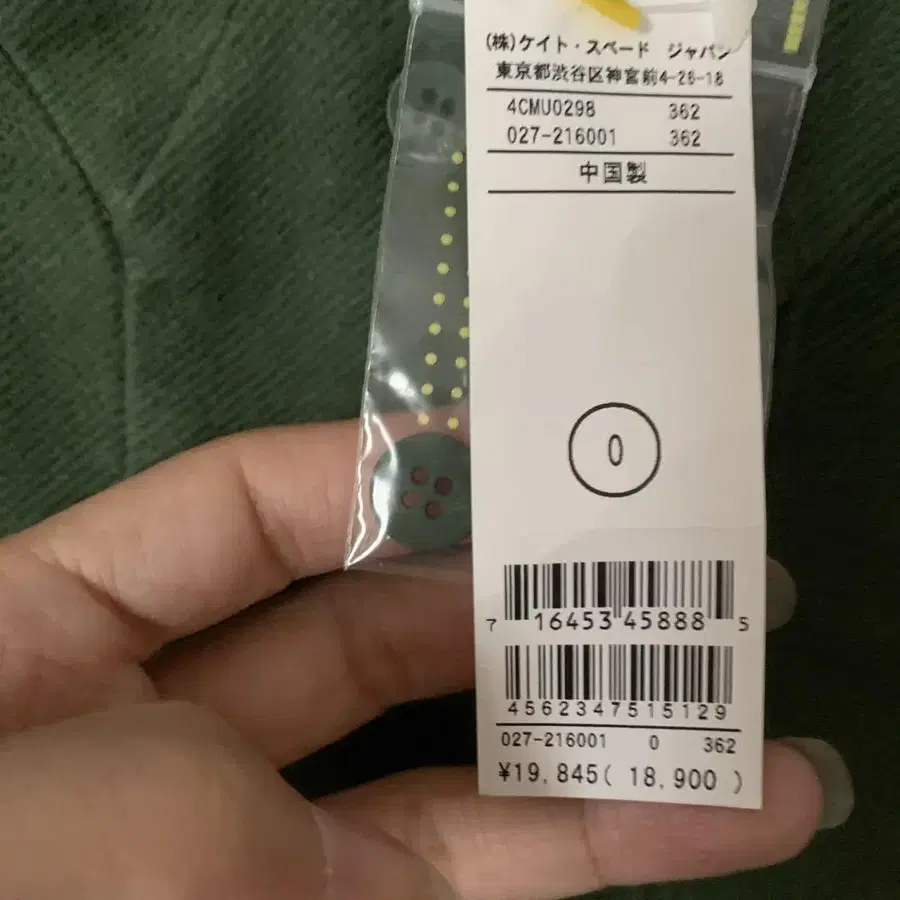 (株)ケイト・スペード ジャパン
東京都渋谷区神宮前4-26-18
4CMU0298 362
027-216001 362
中国製
0
7 16453 45888 5
4562347515129
027-216001 0 362
¥19,845( 18,900 )